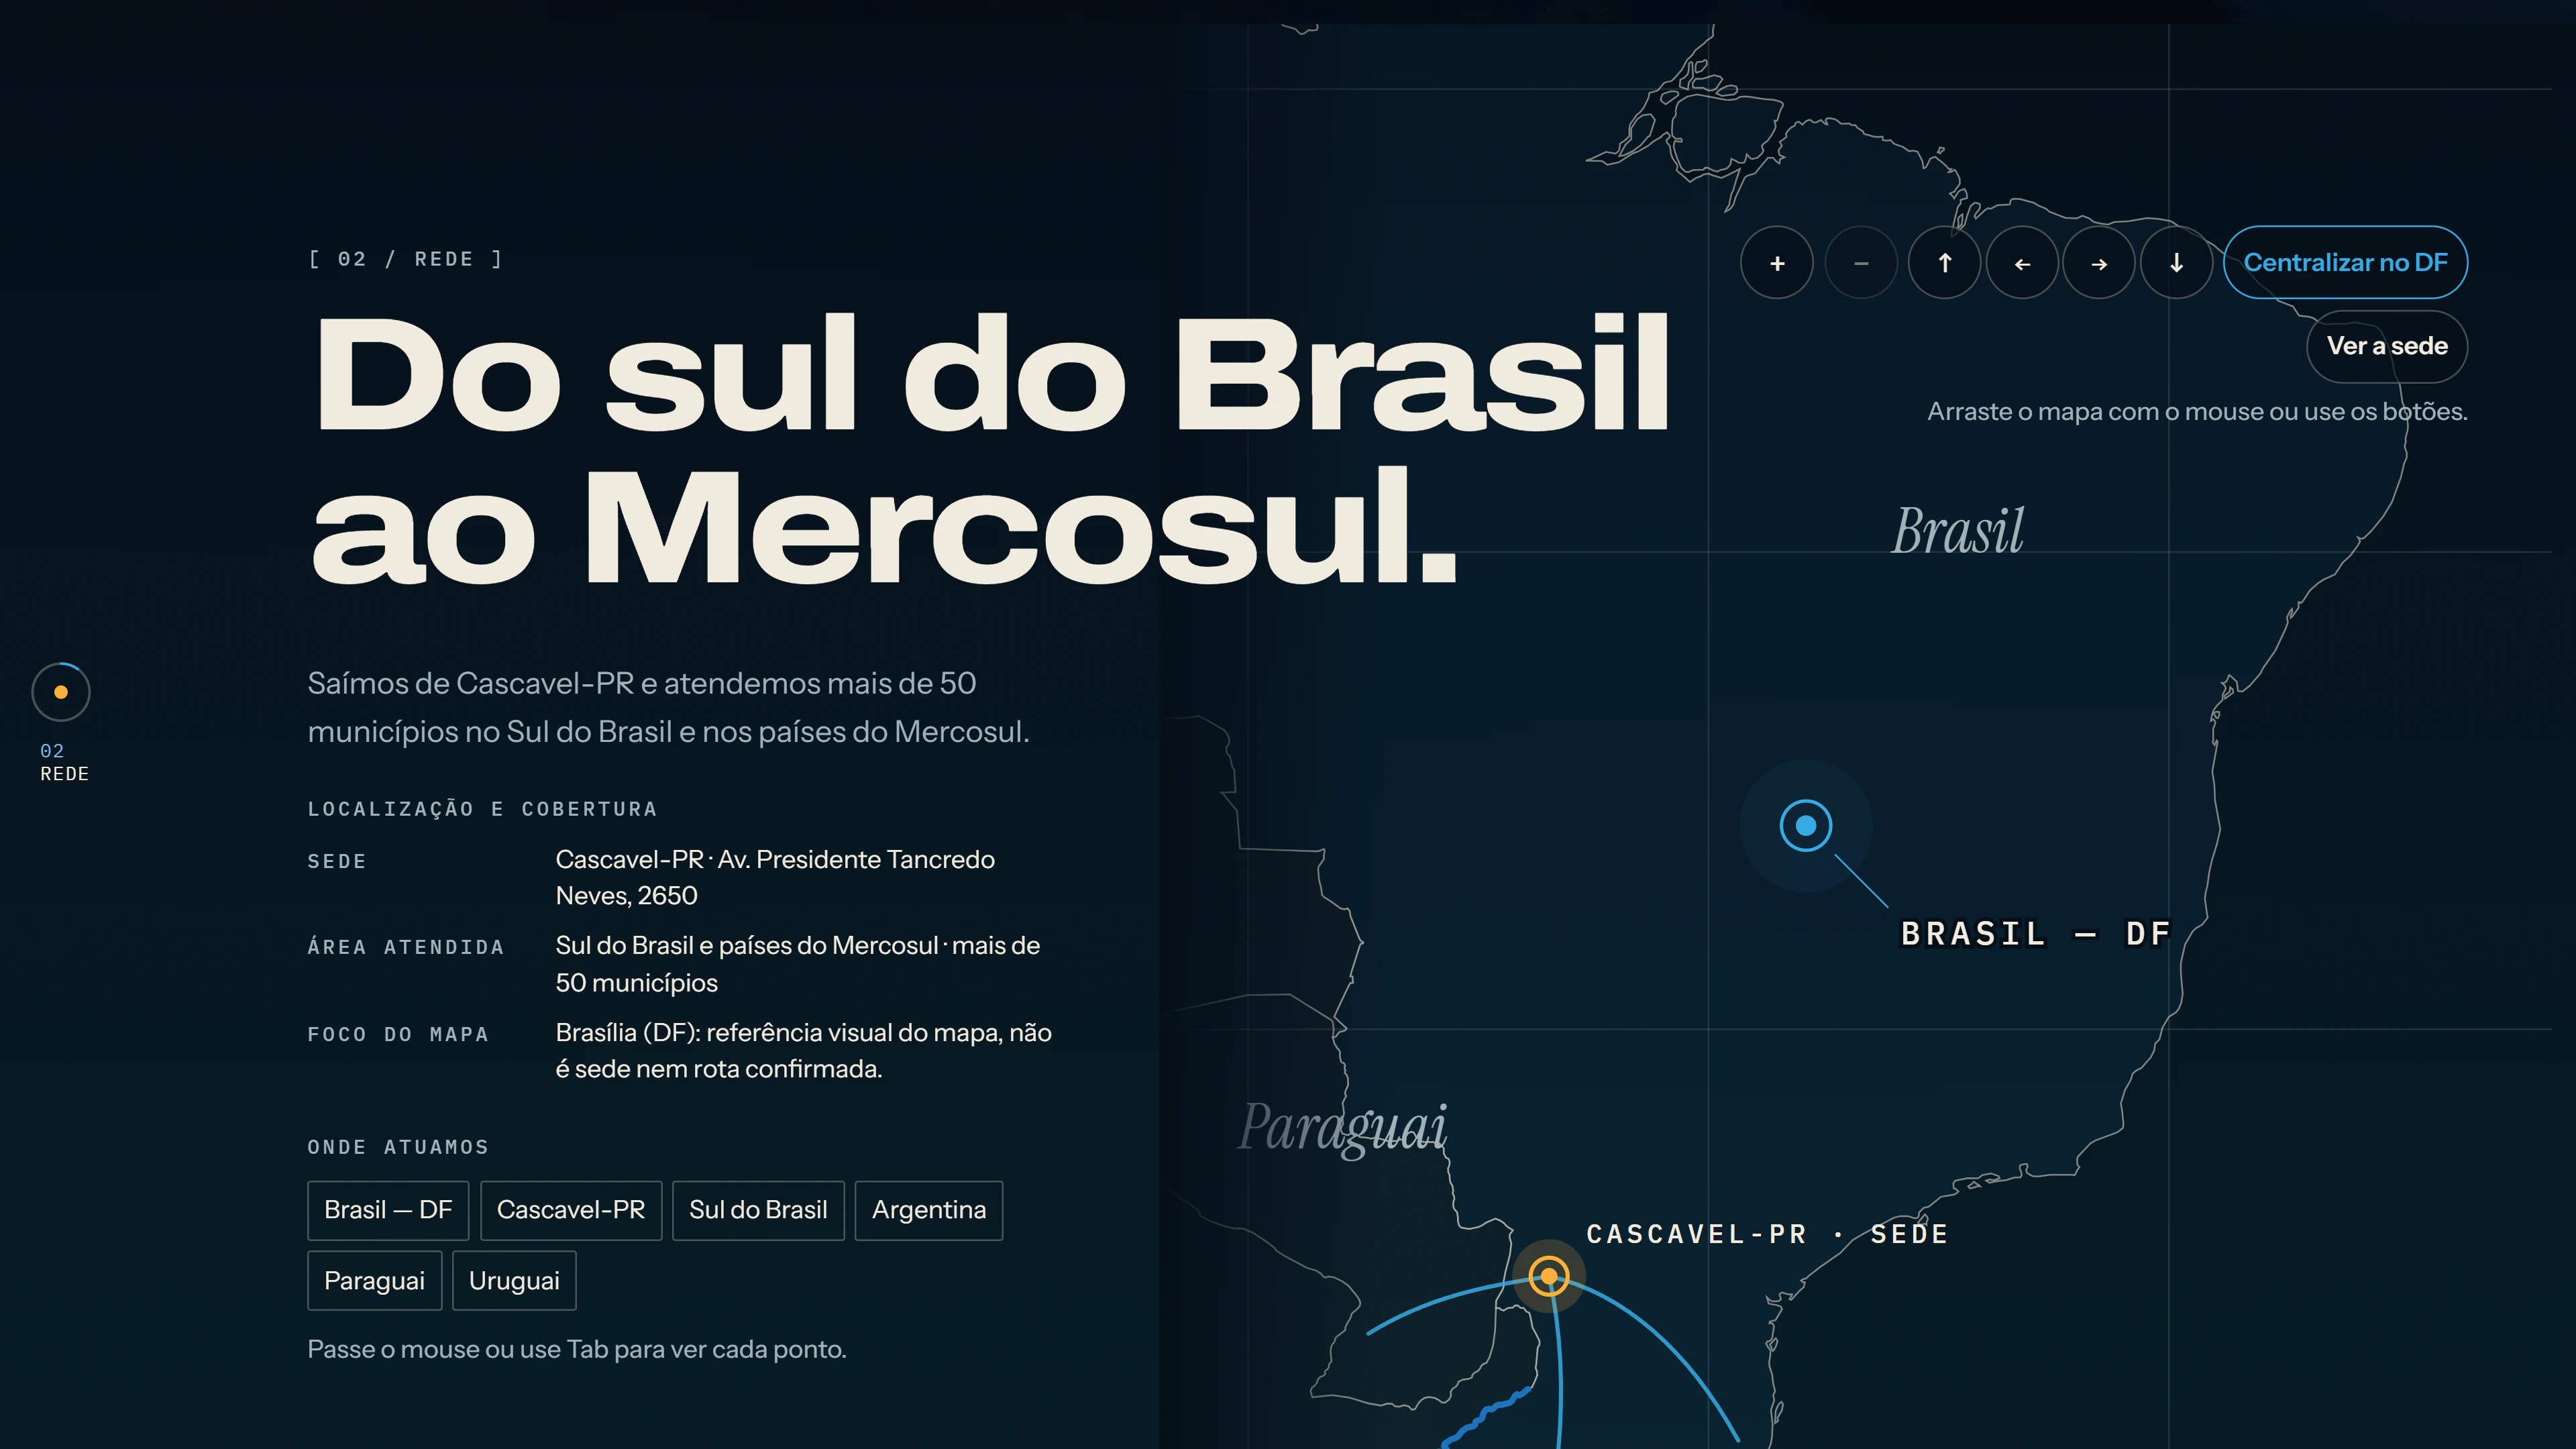 [ 02 / REDE ]
Do sul do Brasil
ao Mercosul.
Saímos de Cascavel-PR e atendemos mais de 50
municípios no Sul do Brasil e nos países do Mercosul.
02
REDE
LOCALIZAÇÃO E COBERTURA
SEDE
Cascavel-PR · Av. Presidente Tancredo
Neves, 2650
ÁREA ATENDIDA
Sul do Brasil e países do Mercosul · mais de
50 municípios
FOCO DO MAPA
Brasília (DF): referência visual do mapa, não
é sede nem rota confirmada.
ONDE ATUAMOS
Brasil — DF
Cascavel-PR
Sul do Brasil
Argentina
Paraguai
Uruguai
Passe o mouse ou use Tab para ver cada ponto.
+ − ↑ ← → ↓ Centralizar no DF
Ver a sede
Arraste o mapa com o mouse ou use os botões.
Brasil
BRASIL — DF
Paraguai
CASCAVEL-PR · SEDE